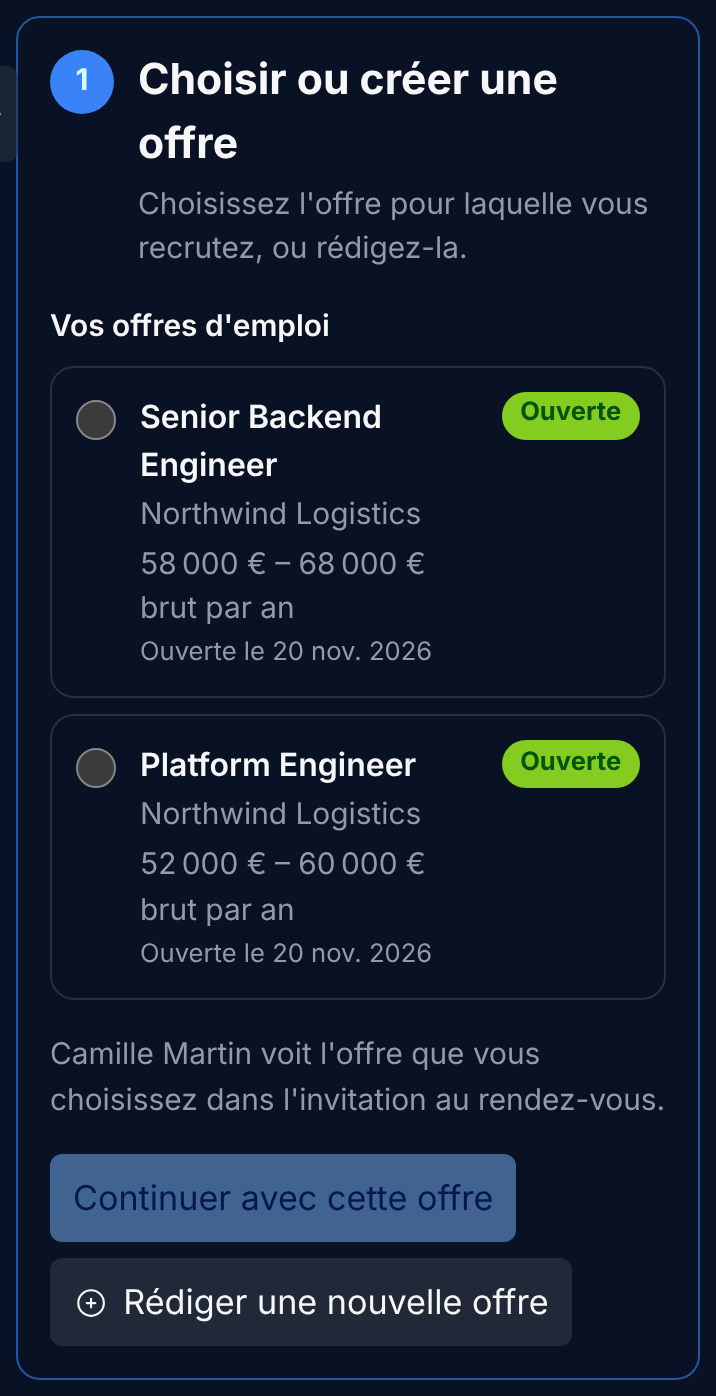 1
Choisir ou créer une
offre
Choisissez l'offre pour laquelle vous
recrutez, ou rédigez-la.
Vos offres d'emploi
Senior Backend
Engineer
Ouverte
Northwind Logistics
58 000 € – 68 000 €
brut par an
Ouverte le 20 nov. 2026
Platform Engineer
Ouverte
Northwind Logistics
52 000 € – 60 000 €
brut par an
Ouverte le 20 nov. 2026
Camille Martin voit l'offre que vous
choisissez dans l'invitation au rendez-vous.
Continuer avec cette offre
Rédiger une nouvelle offre